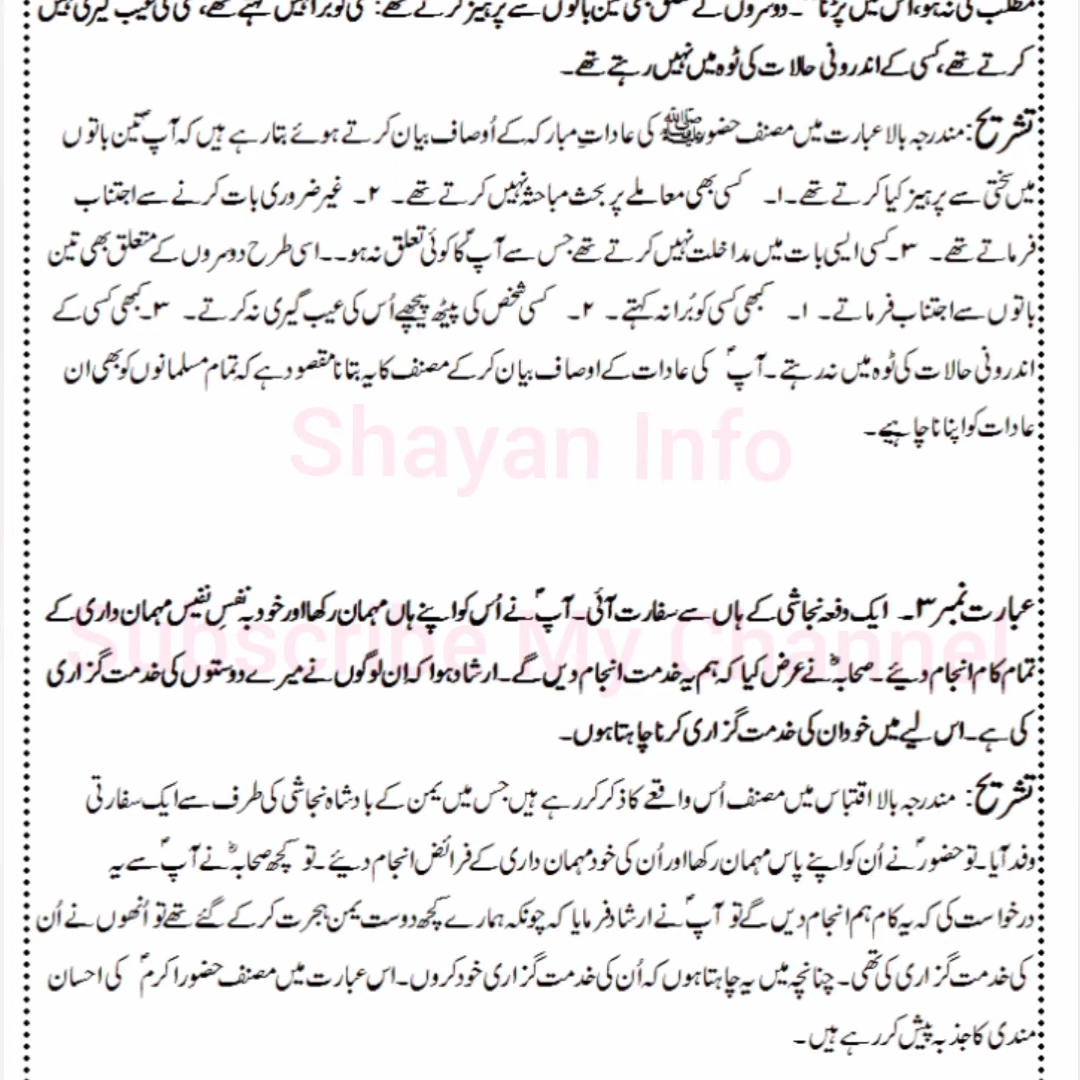 مطلب کی نہ ہو، اس میں پڑنا"۔ دوسروں کے متعلق بھی تین باتوں سے پرہیز کرتے تھے: کسی کو برا نہیں کہتے تھے، کسی کی عیب گیری نہیں
کرتے تھے، کسی کے اندرونی حالات کی ٹوہ میں نہیں رہتے تھے۔
تشریح: مندرجہ بالا عبارت میں مصنف حضورﷺ کی عاداتِ مبارکہ کے اُوصاف بیان کرتے ہوئے بتا رہے ہیں کہ آپؐ تین باتوں
میں سختی سے پرہیز کیا کرتے تھے۔ ۱۔ کسی بھی معاملے پر بحث مباحثہ نہیں کرتے تھے۔ ۲۔ غیر ضروری بات کرنے سے اجتناب
فرماتے تھے۔ ۳۔ کسی ایسی بات میں مداخلت نہیں کرتے تھے جس سے آپؐ کا کوئی تعلق نہ ہو۔۔ اسی طرح دوسروں کے متعلق بھی تین
باتوں سے اجتناب فرماتے۔ ۱۔ کبھی کسی کو بُرا نہ کہتے۔ ۲۔ کسی شخص کی پیٹھ پیچھے اُس کی عیب گیری نہ کرتے۔ ۳۔ کبھی کسی کے
اندرونی حالات کی ٹوہ میں نہ رہتے۔ آپؐ کی عادات کے اوصاف بیان کر کے مصنف کا یہ بتانا مقصود ہے کہ تمام مسلمانوں کو بھی ان
عادات کو اپنانا چاہیے۔
Shayan Info
عبارت نمبر ۳۔ ایک دفعہ نجاشی کے ہاں سے سفارت آئی۔ آپؐ نے اُس کو اپنے ہاں مہمان رکھا اور خود بہ نفسِ نفیس مہمان داری کے
Subscribe My Channel
تمام کام انجام دیئے۔ صحابہؓ نے عرض کیا کہ ہم یہ خدمت انجام دیں گے۔ ارشاد ہوا کہ اِن لوگوں نے میرے دوستوں کی خدمت گزاری
کی ہے۔ اس لیے میں خود ان کی خدمت گزاری کرنا چاہتا ہوں۔
تشریح: مندرجہ بالا اقتباس میں مصنف اُس واقعے کا ذکر کر رہے ہیں جس میں یمن کے بادشاہ نجاشی کی طرف سے ایک سفارتی
وفد آیا۔ تو حضورؐ نے اُن کو اپنے پاس مہمان رکھا اور اُن کی خود مہمان داری کے فرائض انجام دیئے۔ تو کچھ صحابہؓ نے آپؐ سے یہ
درخواست کی کہ یہ کام ہم انجام دیں گے تو آپؐ نے ارشاد فرمایا کہ چونکہ ہمارے کچھ دوست یمن ہجرت کر کے گئے تھے تو اُنھوں نے اُن
کی خدمت گزاری کی تھی۔ چنانچہ میں یہ چاہتا ہوں کہ اُن کی خدمت گزاری خود کروں۔ اس عبارت میں مصنف حضور اکرمؐ کی احسان
مندی کا جذبہ پیش کر رہے ہیں۔